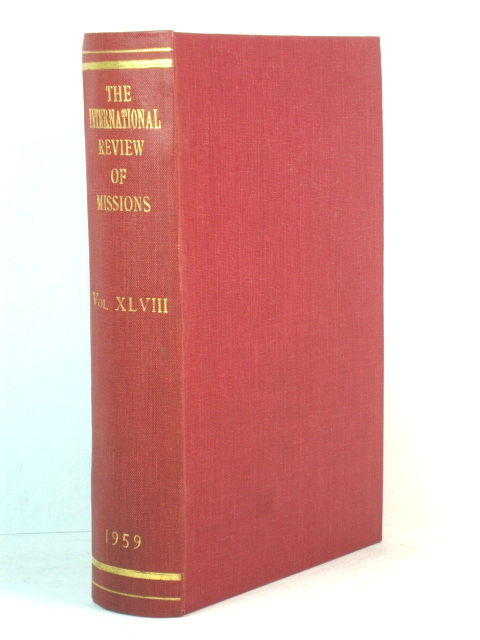 THE
INTERNATIONAL
REVIEW
OF
MISSIONS
VOL. XLVIII
1959